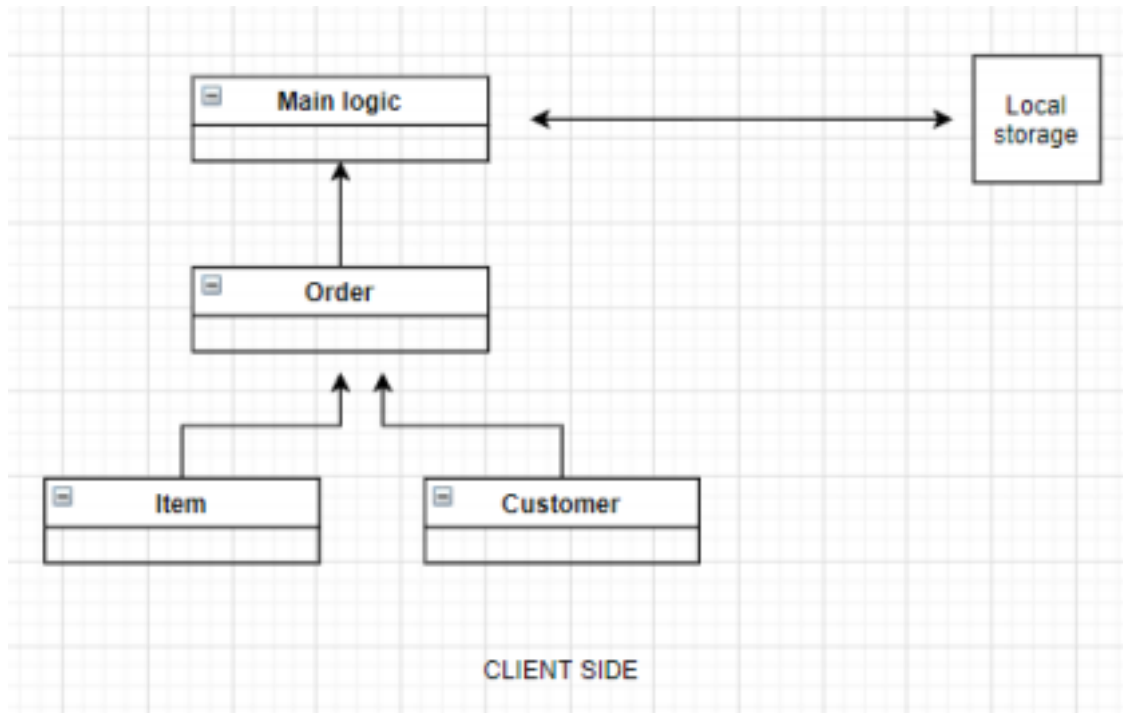 Main logic
Local
storage
Order
Item
Customer
CLIENT SIDE